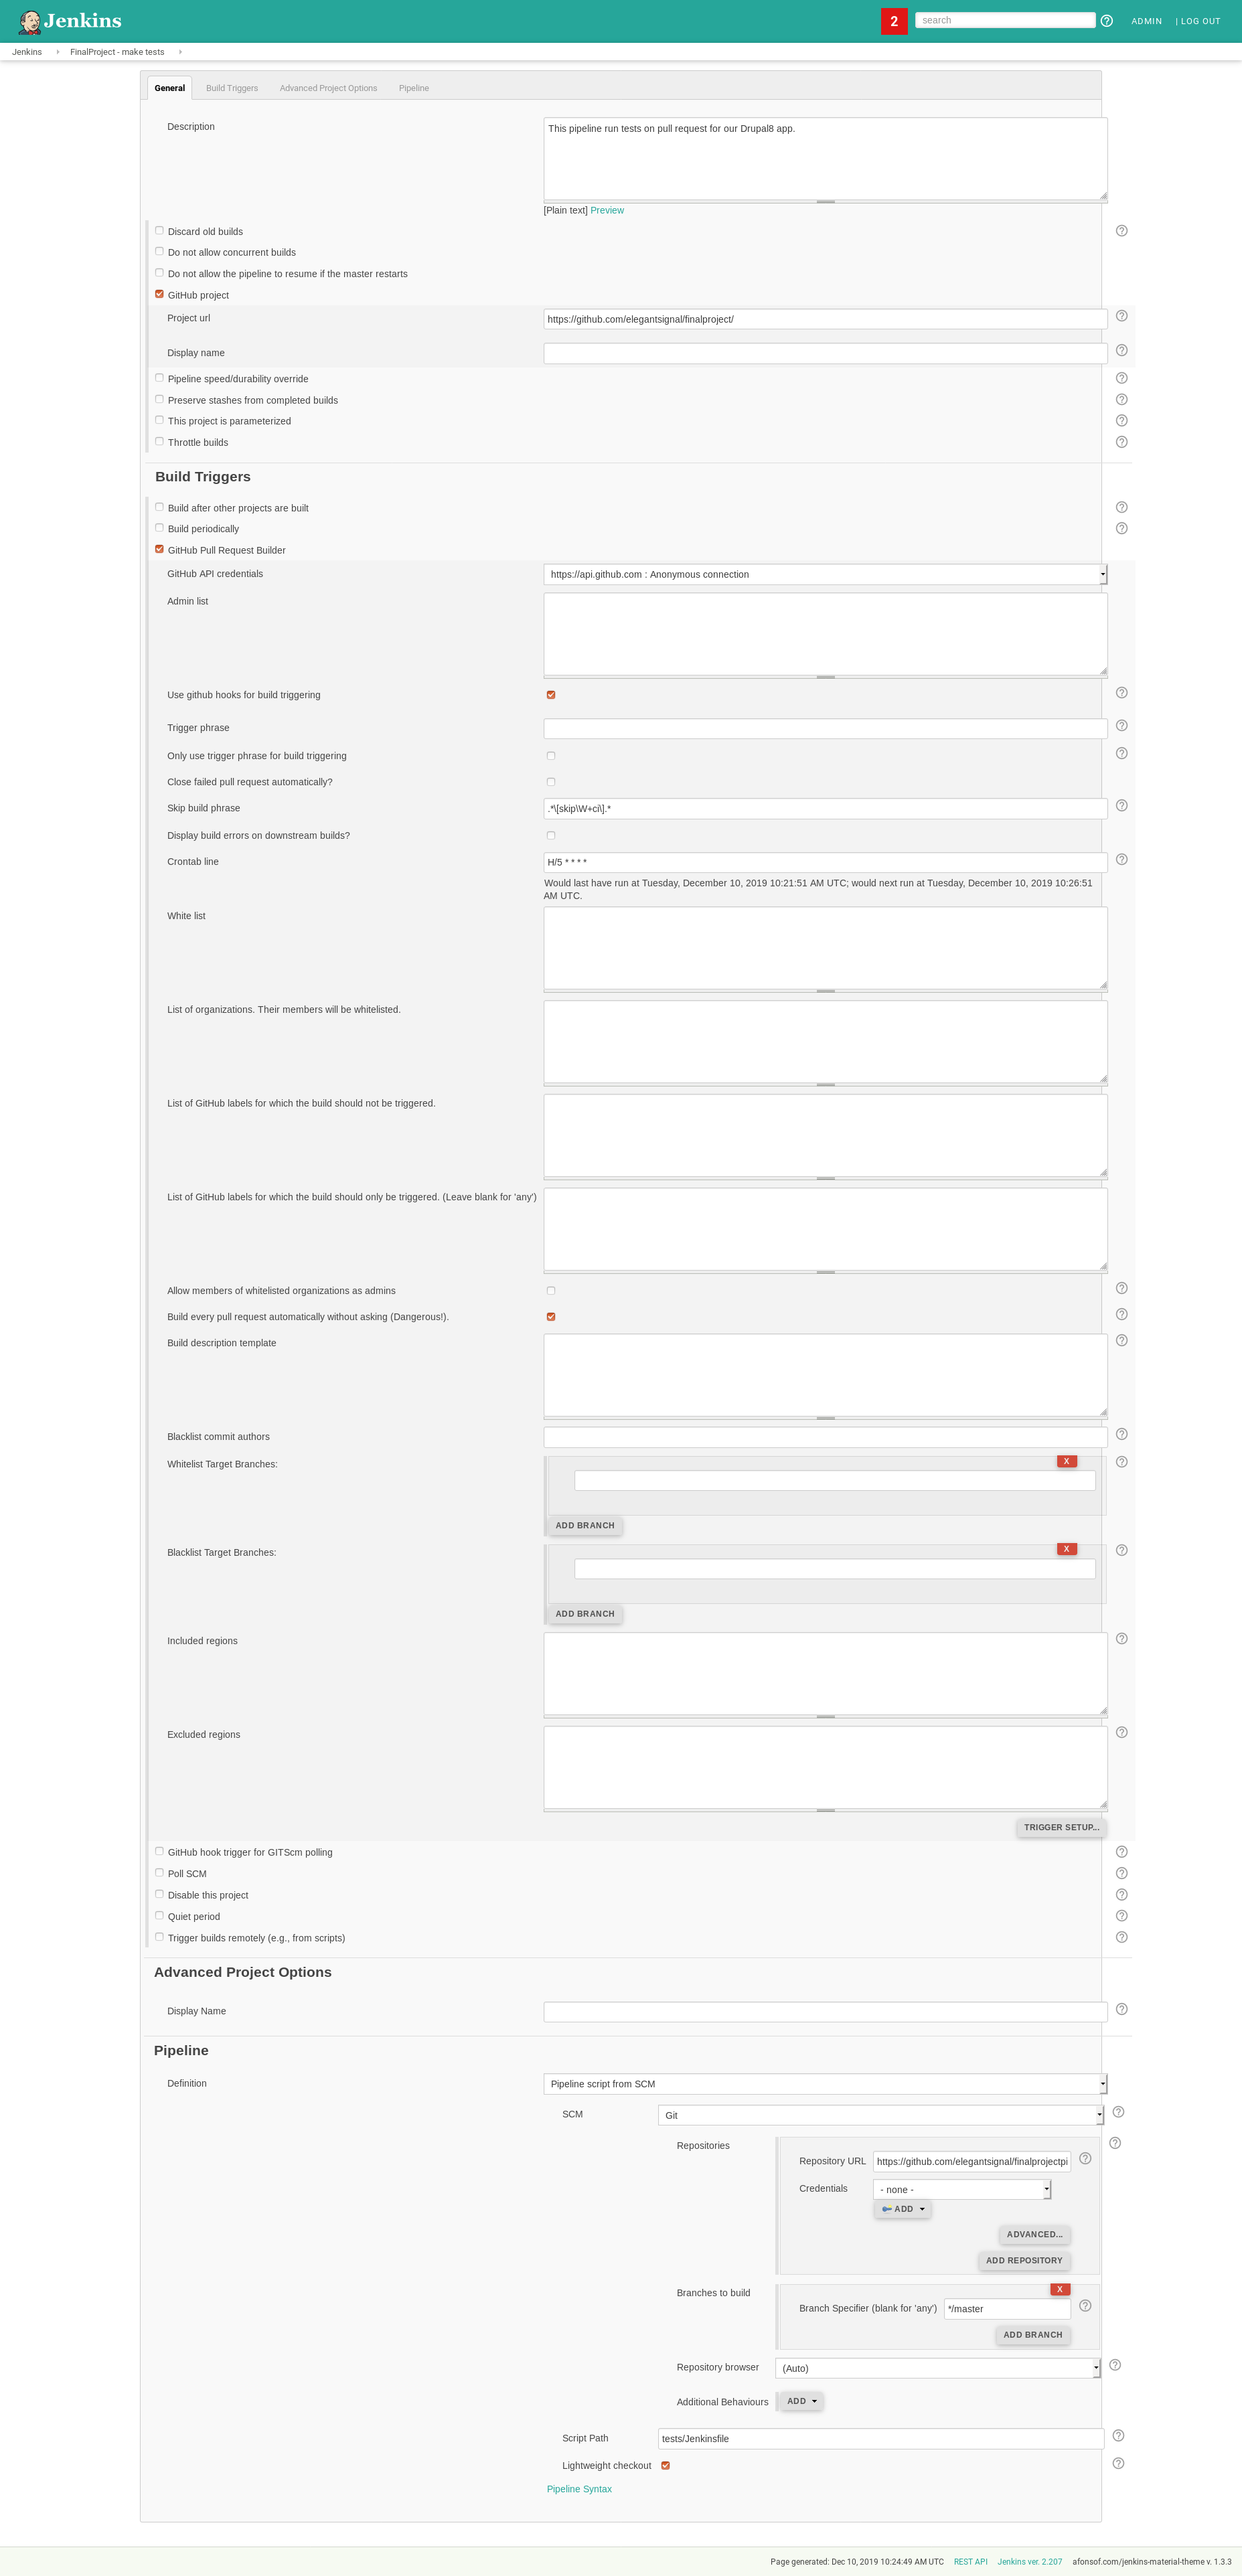 Jenkins
2
search
ADMIN
| LOG OUT
Jenkins
FinalProject - make tests
General
Build Triggers
Advanced Project Options
Pipeline
Description
This pipeline run tests on pull request for our Drupal8 app.
[Plain text] Preview
Discard old builds
Do not allow concurrent builds
Do not allow the pipeline to resume if the master restarts
GitHub project
Project url
https://github.com/elegantsignal/finalproject/
Display name
Pipeline speed/durability override
Preserve stashes from completed builds
This project is parameterized
Throttle builds
Build Triggers
Build after other projects are built
Build periodically
GitHub Pull Request Builder
GitHub API credentials
https://api.github.com : Anonymous connection
Admin list
Use github hooks for build triggering
Trigger phrase
Only use trigger phrase for build triggering
Close failed pull request automatically?
Skip build phrase
.*\[skip\W+ci\].*
Display build errors on downstream builds?
Crontab line
H/5 * * * *
Would last have run at Tuesday, December 10, 2019 10:21:51 AM UTC; would next run at Tuesday, December 10, 2019 10:26:51
AM UTC.
White list
List of organizations. Their members will be whitelisted.
List of GitHub labels for which the build should not be triggered.
List of GitHub labels for which the build should only be triggered. (Leave blank for 'any')
Allow members of whitelisted organizations as admins
Build every pull request automatically without asking (Dangerous!).
Build description template
Blacklist commit authors
Whitelist Target Branches:
X
ADD BRANCH
Blacklist Target Branches:
X
ADD BRANCH
Included regions
Excluded regions
TRIGGER SETUP...
GitHub hook trigger for GITScm polling
Poll SCM
Disable this project
Quiet period
Trigger builds remotely (e.g., from scripts)
Advanced Project Options
Display Name
Pipeline
Definition
Pipeline script from SCM
SCM
Git
Repositories
Repository URL
https://github.com/elegantsignal/finalprojectpi
Credentials
- none -
ADD
ADVANCED...
ADD REPOSITORY
Branches to build
X
Branch Specifier (blank for 'any')
*/master
ADD BRANCH
Repository browser
(Auto)
Additional Behaviours
ADD
Script Path
tests/Jenkinsfile
Lightweight checkout
Pipeline Syntax
Page generated: Dec 10, 2019 10:24:49 AM UTC
REST API
Jenkins ver. 2.207
afonsof.com/jenkins-material-theme v. 1.3.3